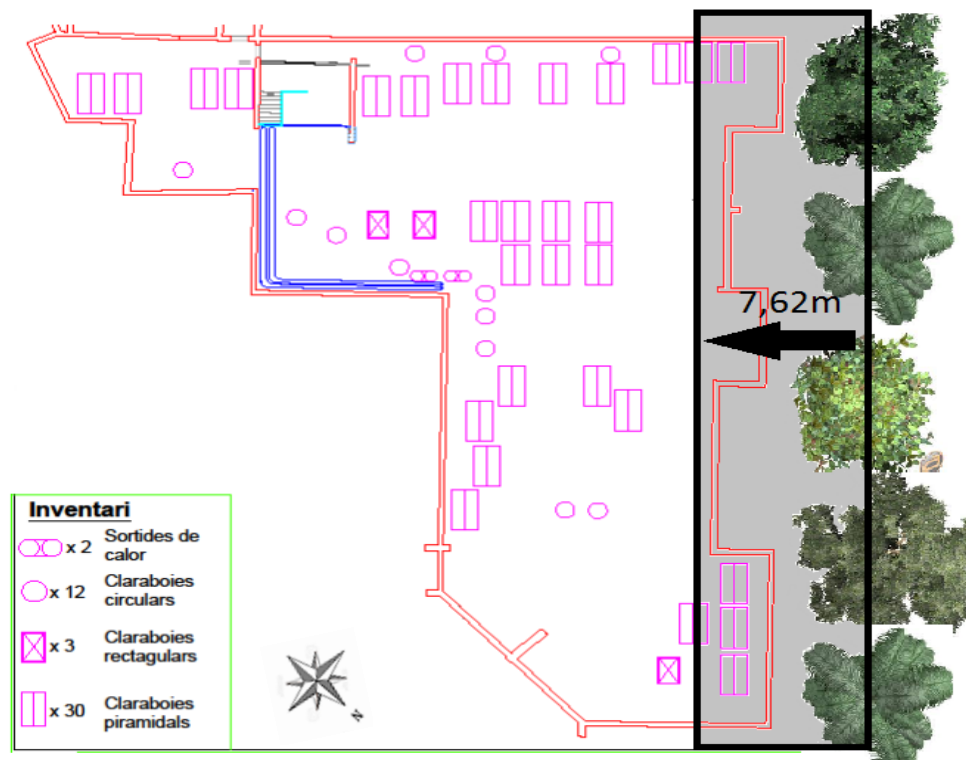 7,62m
Inventari
x 2 Sortides de
calor
x 12 Claraboies
circulars
x 3 Claraboies
rectagulars
x 30 Claraboies
piramidals
N